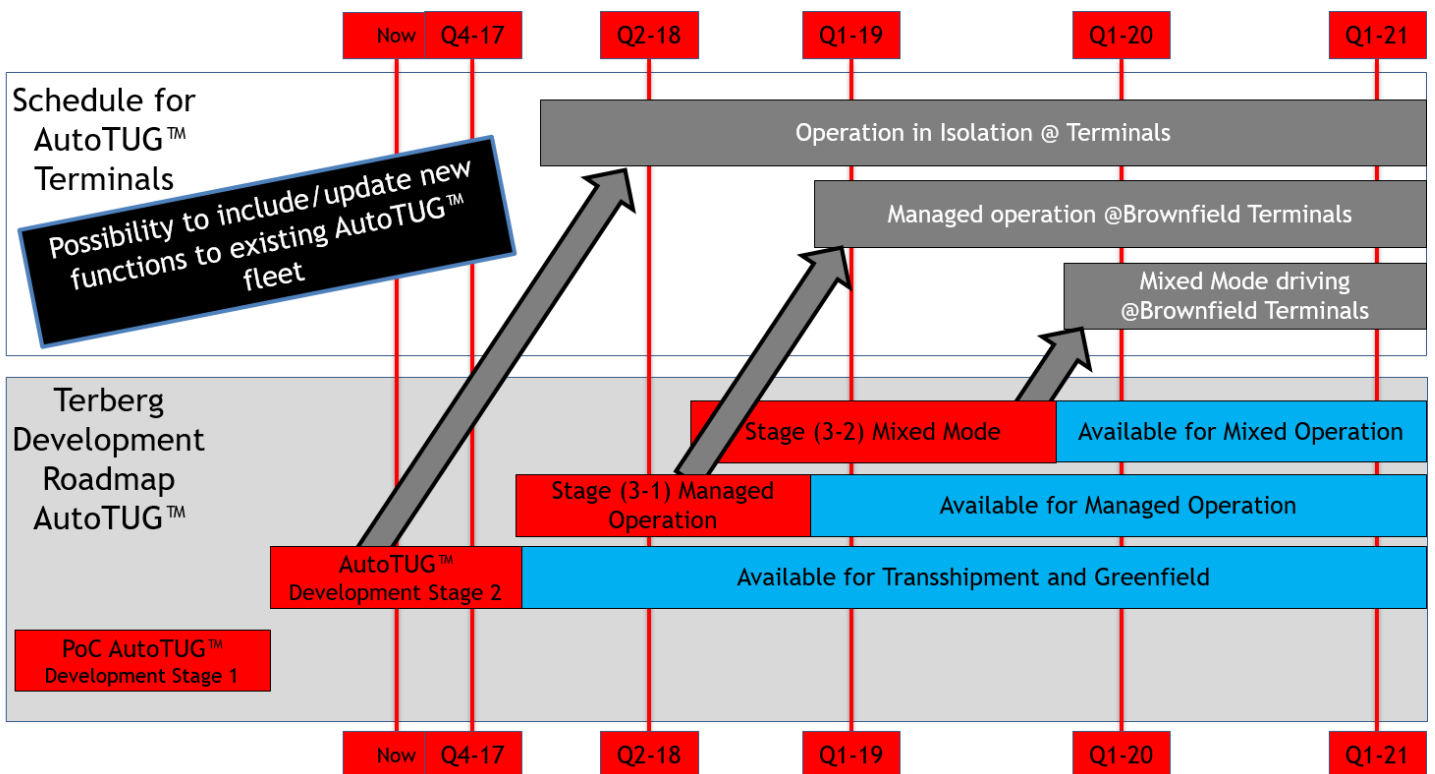 Now
Q4-17
Q2-18
Q1-19
Q1-20
Q1-21
Schedule for
AutoTUG™
Terminals
Possibility to include/update new
functions to existing AutoTUG™
fleet
Operation in Isolation @ Terminals
Managed operation @Brownfield Terminals
Mixed Mode driving
@Brownfield Terminals
Terberg
Development
Roadmap
AutoTUG™
Stage (3-2) Mixed Mode
Available for Mixed Operation
Stage (3-1) Managed
Operation
Available for Managed Operation
AutoTUG™
Development Stage 2
Available for Transshipment and Greenfield
PoC AutoTUG™
Development Stage 1
Now
Q4-17
Q2-18
Q1-19
Q1-20
Q1-21